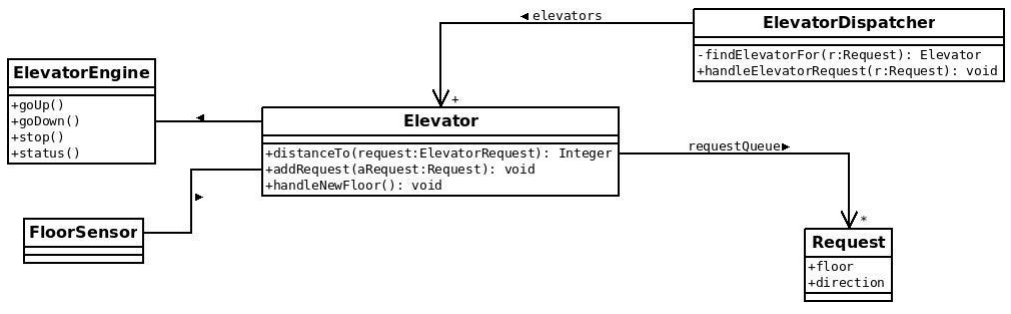 ◄ elevators
ElevatorDispatcher
-findElevatorFor(r:Request): Elevator
+handleElevatorRequest(r:Request): void
ElevatorEngine
+goUp()
+goDown()
+stop()
+status()
◄
+
Elevator
+distanceTo(request:ElevatorRequest): Integer
+addRequest(aRequest:Request): void
+handleNewFloor(): void
requestQueue►
►
FloorSensor
*
Request
+floor
+direction